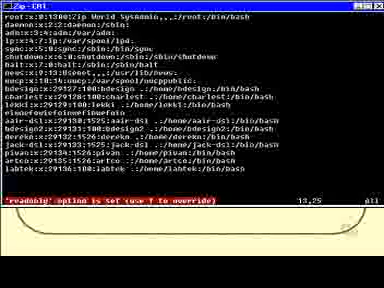 Zip-CAT
root:x:0:1300:Zip World SysAdmin,,,:/root:/bin/bash
daemon:x:2:2:daemon:/sbin:
adm:x:3:4:adm:/var/adm:
lp:x:4:7:lp:/var/spool/lpd:
sync:x:5:0:sync:/sbin:/bin/sync
shutdown:x:6:0:shutdown:/sbin:/sbin/shutdown
halt:x:7:0:halt:/sbin:/sbin/halt
news:x:9:13:Usenet,,,:/usr/lib/news:
uucp:x:10:14:uucp:/var/spool/uucppublic:
bdesign:x:29127:100:bdesign .:/home/bdesign:/bin/bash
charlest:x:29128:100:charlest .:/home/charlest:/bin/bash
lekki:x:29129:100:lekki .:/home/lekki:/bin/bash
aair-dsl:x:29130:1525:aair-dsl .:/home/aair-dsl:/bin/bash
bdesign2:x:29131:100:bdesign2 .:/home/bdesign2:/bin/bash
derekn:x:29132:1526:derekn .:/home/derekn:/bin/bash
jack-dsl:x:29133:1525:jack-dsl .:/home/jack-dsl:/bin/bash
pivan:x:29134:1526:pivan .:/home/pivan:/bin/bash
artco:x:29135:1526:artco .:/home/artco:/bin/bash
labtek:x:29136:100:labtek .:/home/labtek:/bin/bash
'readonly' option is set (use ! to override) 13,25 All